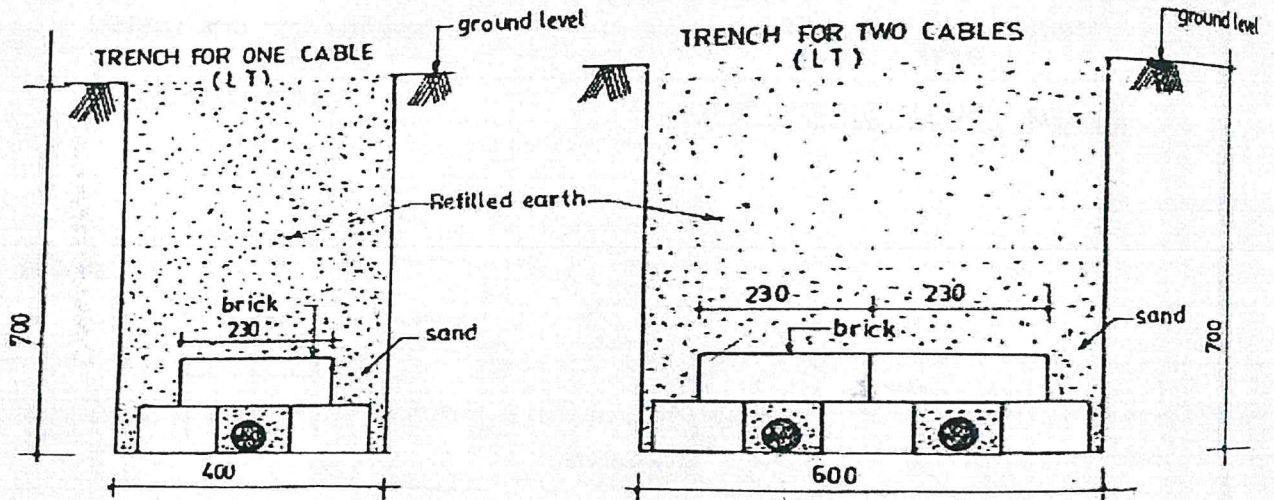 TRENCH FOR ONE CABLE
(LT)
ground level
700
Refilled earth
brick
230
sand
400
TRENCH FOR TWO CABLES
(LT)
ground level
230
230
brick
sand
700
600